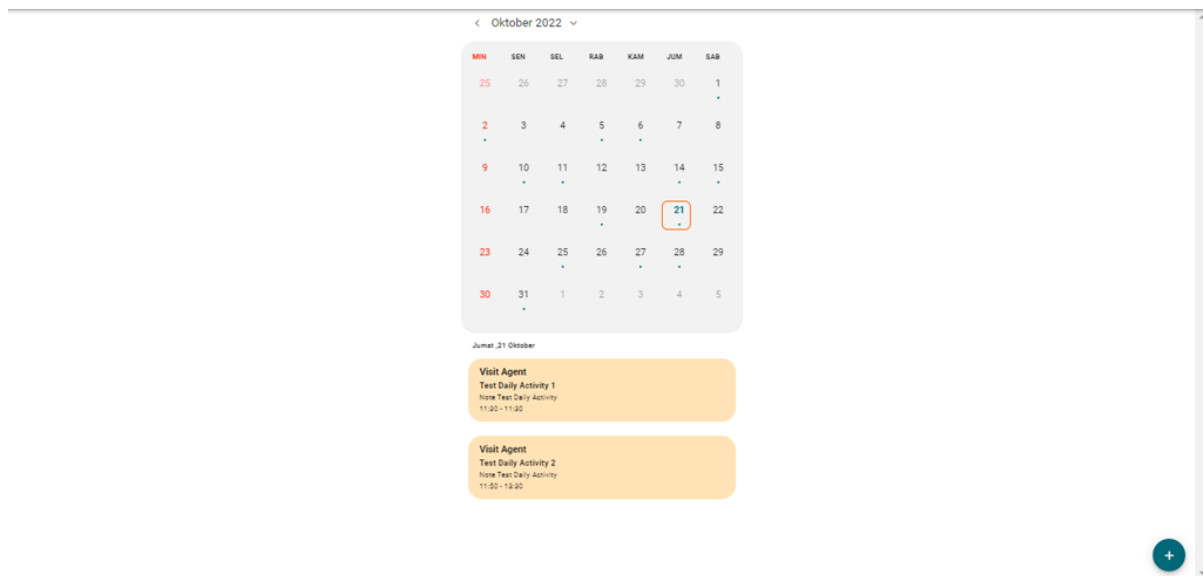 Oktober 2022
MIN SEN SEL RAB KAM JUM SAB
25 26 27 28 29 30 1
2 3 4 5 6 7 8
9 10 11 12 13 14 15
16 17 18 19 20 21 22
23 24 25 26 27 28 29
30 31 1 2 3 4 5
Jumat ,21 Oktober
Visit Agent
Test Daily Activity 1
Note Test Daily Activity
11:30 - 11:30
Visit Agent
Test Daily Activity 2
Note Test Daily Activity
11:50 - 13:30
+